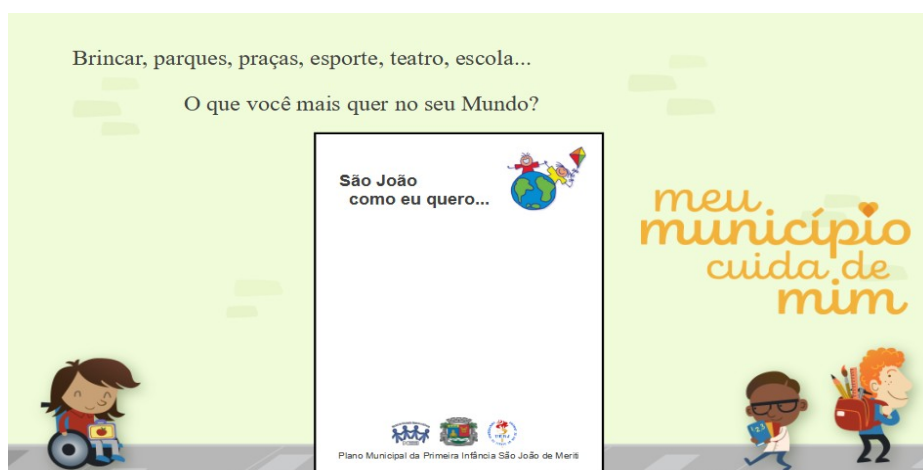 Brincar, parques, praças, esporte, teatro, escola...
O que você mais quer no seu Mundo?
São João
como eu quero...
meu
município
cuida de
mim
Plano Municipal da Primeira Infância São João de Meriti